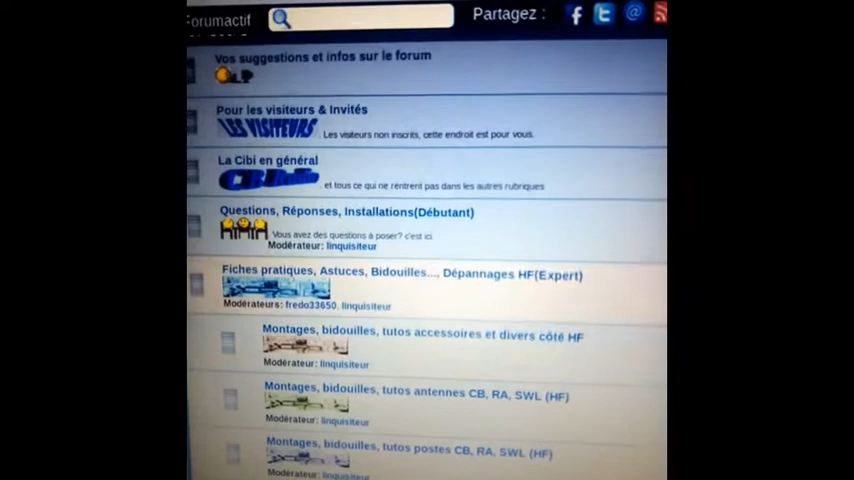 Forumactif
Partagez :
Vos suggestions et infos sur le forum
Pour les visiteurs & Invités
LES VISITEURS . Les visiteurs non inscris, cette endroit est pour vous.
La Cibi en général
, et tous ce qui ne rentrent pas dans les autres rubriques
Questions, Réponses, Installations(Débutant)
Vous avez des questions à poser? c'est ici
Modérateur: linquisiteur
Fiches pratiques, Astuces, Bidouilles..., Dépannages HF(Expert)
Modérateurs: fredo33650, linquisiteur
Montages, bidouilles, tutos accessoires et divers côté HF
Modérateur: linquisiteur
Montages, bidouilles, tutos antennes CB, RA, SWL (HF)
Modérateur: linquisiteur
Montages, bidouilles, tutos postes CB, RA, SWL (HF)
Modérateur: linquisiteur